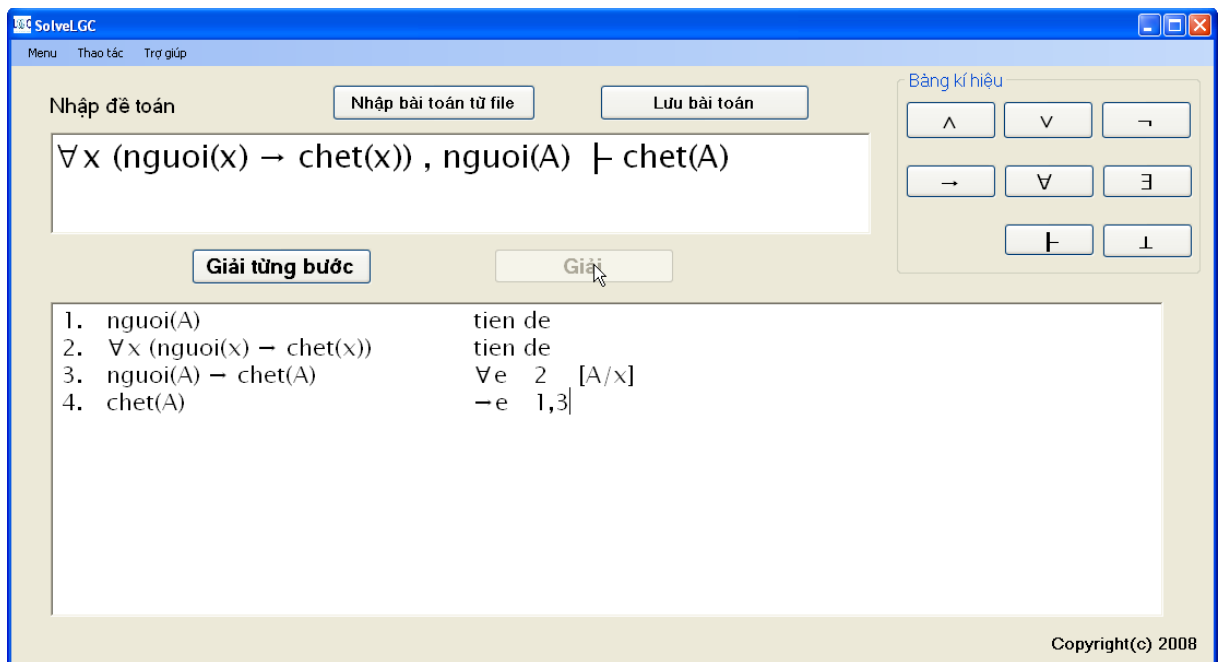 SolveLGC
Menu Thao tác Trợ giúp
Nhập đề toán
Nhập bài toán từ file
Lưu bài toán
∀x (nguoi(x) → chet(x)) , nguoi(A) ├ chet(A)
Bảng kí hiệu
∧ ∨ ¬
→ ∀ ∃
├ ⊥
Giải từng bước
Giải
1. nguoi(A) tien de
2. ∀x (nguoi(x) → chet(x)) tien de
3. nguoi(A) → chet(A) ∀e 2 [A/x]
4. chet(A) →e 1,3
Copyright(c) 2008